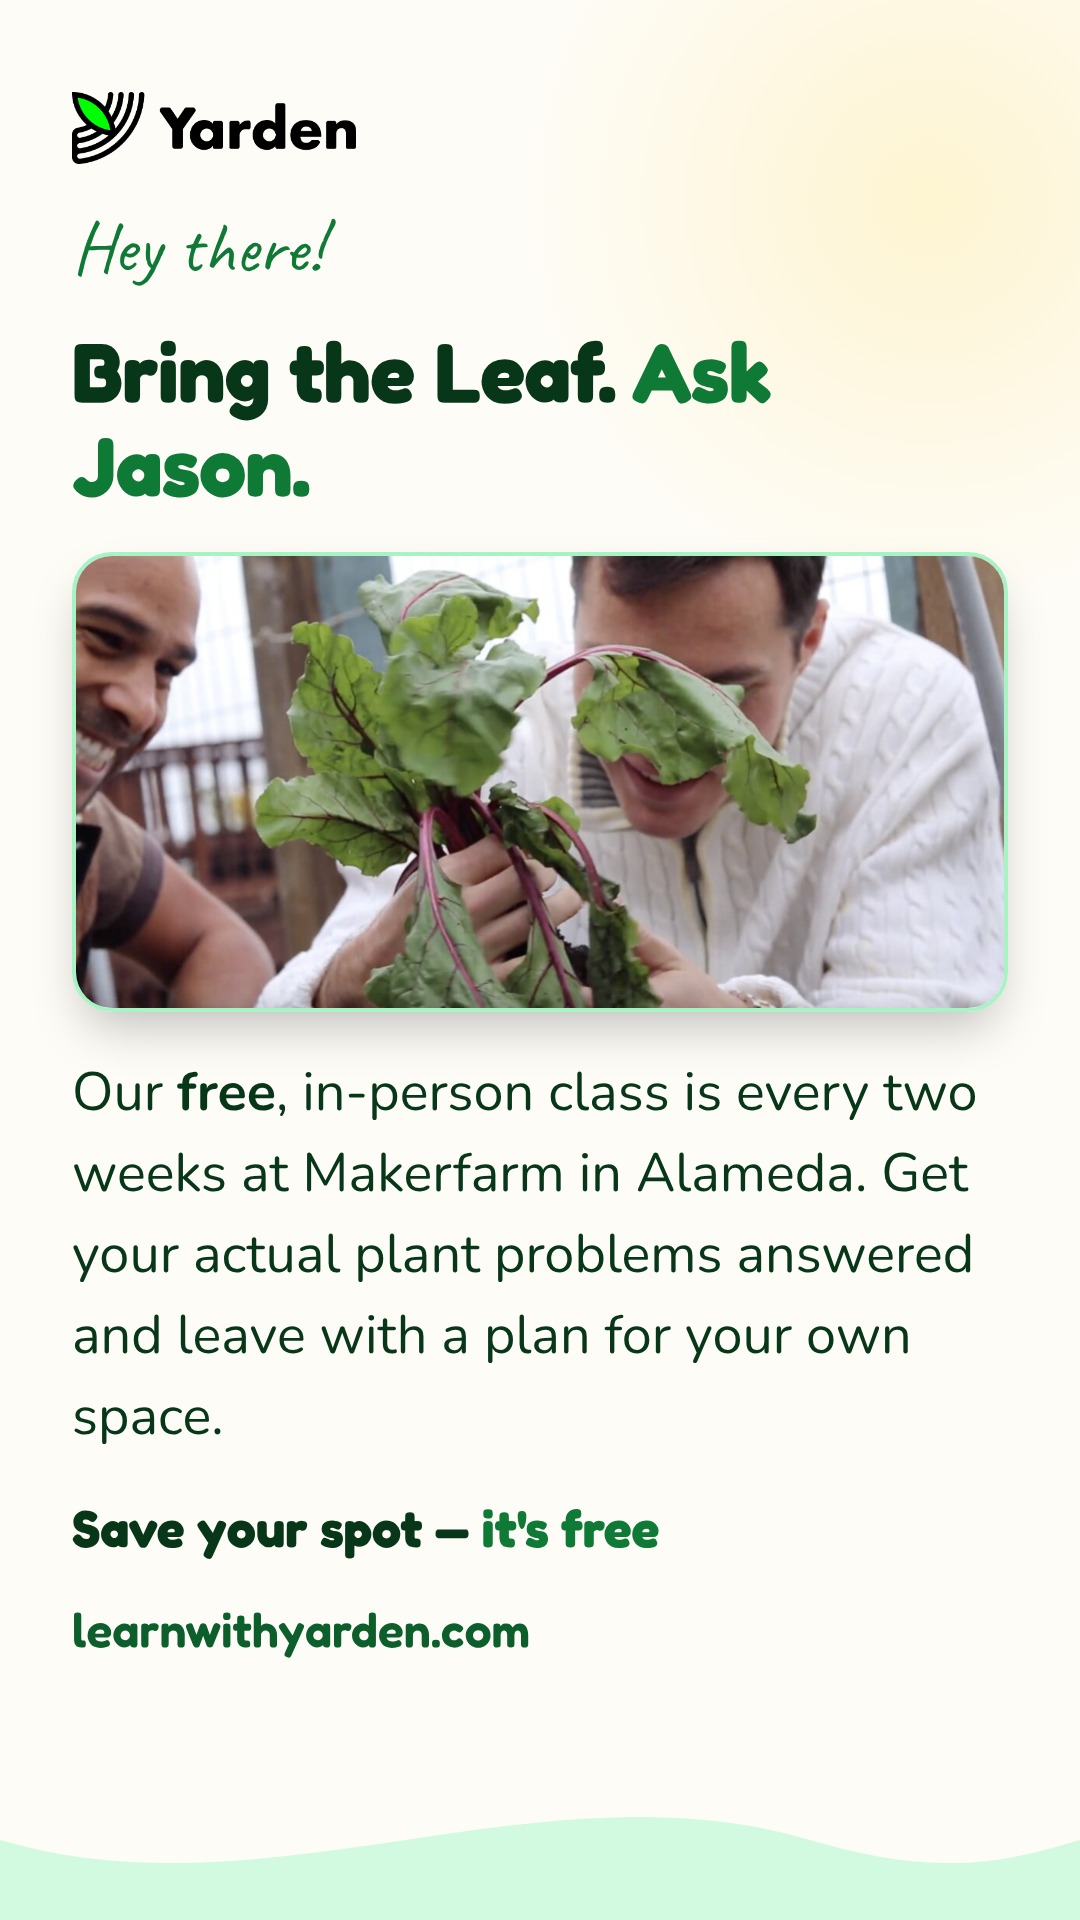 Yarden
Hey there!
Bring the Leaf. Ask
Jason.
Our free, in-person class is every two
weeks at Makerfarm in Alameda. Get
your actual plant problems answered
and leave with a plan for your own
space.
Save your spot — it's free
learnwithyarden.com